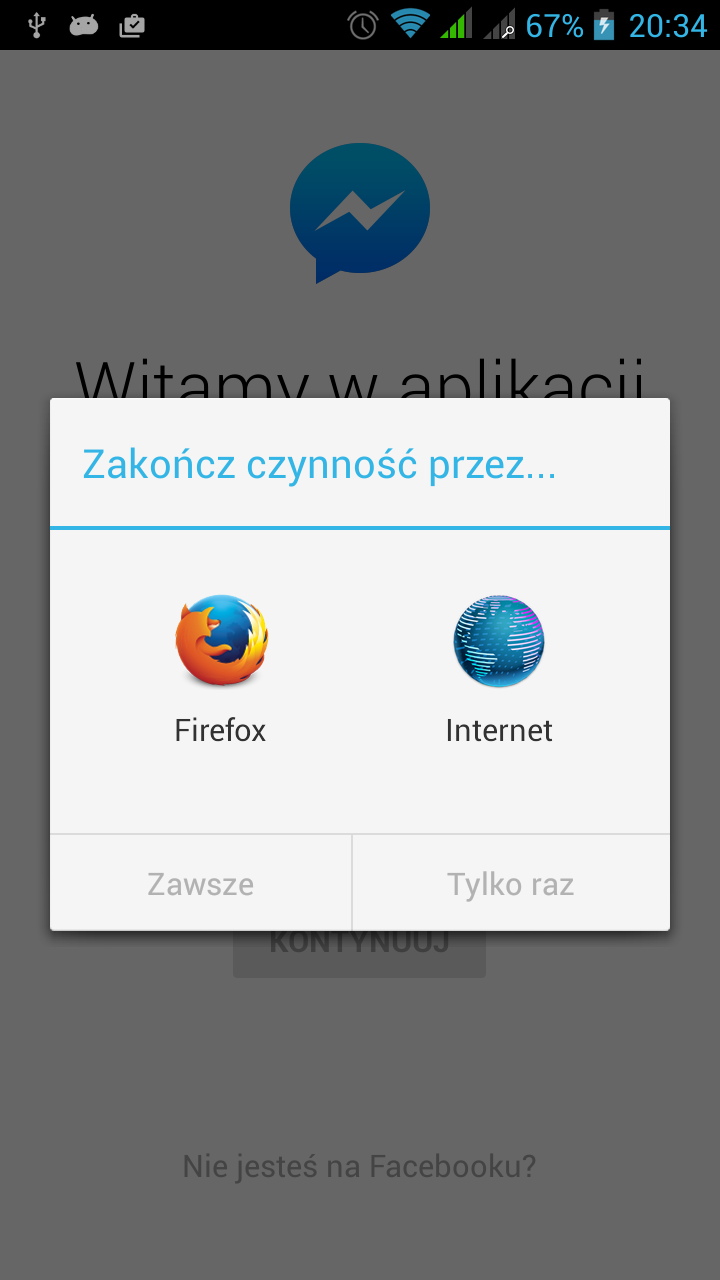 67% 20:34
Witamy w aplikacji
Zakończ czynność przez...
Firefox Internet
Zawsze Tylko raz
KONTYNUUJ
Nie jesteś na Facebooku?